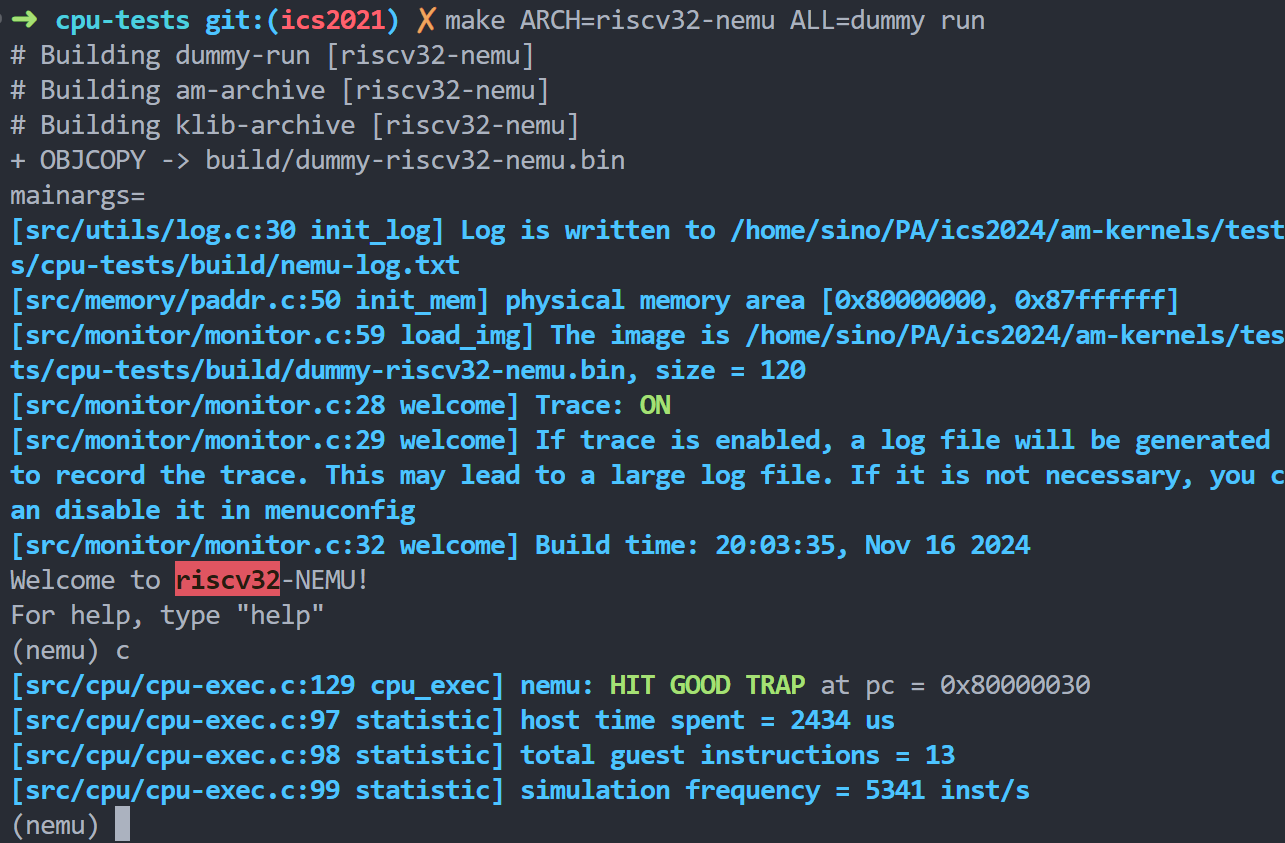 ➜ cpu-tests git:(ics2021) ✗ make ARCH=riscv32-nemu ALL=dummy run
# Building dummy-run [riscv32-nemu]
# Building am-archive [riscv32-nemu]
# Building klib-archive [riscv32-nemu]
+ OBJCOPY -> build/dummy-riscv32-nemu.bin
mainargs=
[src/utils/log.c:30 init_log] Log is written to /home/sino/PA/ics2024/am-kernels/test
s/cpu-tests/build/nemu-log.txt
[src/memory/paddr.c:50 init_mem] physical memory area [0x80000000, 0x87ffffff]
[src/monitor/monitor.c:59 load_img] The image is /home/sino/PA/ics2024/am-kernels/tes
ts/cpu-tests/build/dummy-riscv32-nemu.bin, size = 120
[src/monitor/monitor.c:28 welcome] Trace: ON
[src/monitor/monitor.c:29 welcome] If trace is enabled, a log file will be generated
to record the trace. This may lead to a large log file. If it is not necessary, you c
an disable it in menuconfig
[src/monitor/monitor.c:32 welcome] Build time: 20:03:35, Nov 16 2024
Welcome to riscv32-NEMU!
For help, type "help"
(nemu) c
[src/cpu/cpu-exec.c:129 cpu_exec] nemu: HIT GOOD TRAP at pc = 0x80000030
[src/cpu/cpu-exec.c:97 statistic] host time spent = 2434 us
[src/cpu/cpu-exec.c:98 statistic] total guest instructions = 13
[src/cpu/cpu-exec.c:99 statistic] simulation frequency = 5341 inst/s
(nemu)